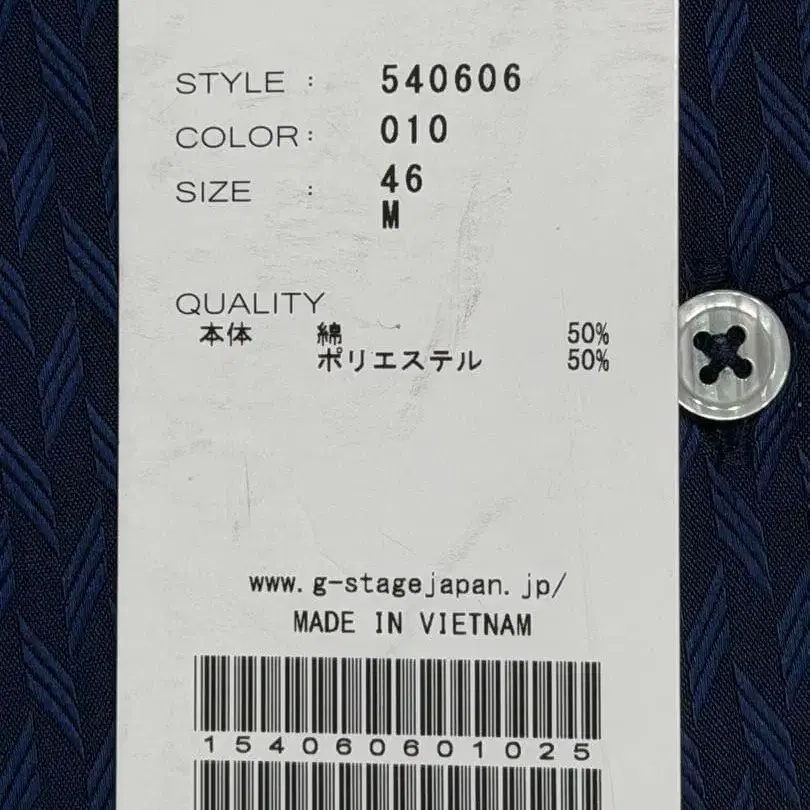 STYLE : 540606
COLOR: 010
SIZE : 46
M
QUALITY
本体 綿 50%
ポリエステル 50%
www.g-stagejapan.jp/
MADE IN VIETNAM
154060601025